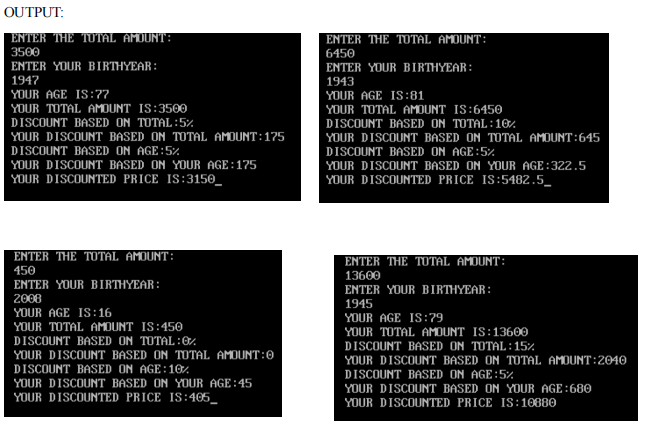 OUTPUT:
ENTER THE TOTAL AMOUNT:
3500
ENTER YOUR BIRTHYEAR:
1947
YOUR AGE IS:77
YOUR TOTAL AMOUNT IS:3500
DISCOUNT BASED ON TOTAL:5%
YOUR DISCOUNT BASED ON TOTAL AMOUNT:175
DISCOUNT BASED ON AGE:5%
YOUR DISCOUNT BASED ON YOUR AGE:175
YOUR DISCOUNTED PRICE IS:3150_
ENTER THE TOTAL AMOUNT:
6450
ENTER YOUR BIRTHYEAR:
1943
YOUR AGE IS:81
YOUR TOTAL AMOUNT IS:6450
DISCOUNT BASED ON TOTAL:10%
YOUR DISCOUNT BASED ON TOTAL AMOUNT:645
DISCOUNT BASED ON AGE:5%
YOUR DISCOUNT BASED ON YOUR AGE:322.5
YOUR DISCOUNTED PRICE IS:5482.5_
ENTER THE TOTAL AMOUNT:
450
ENTER YOUR BIRTHYEAR:
2008
YOUR AGE IS:16
YOUR TOTAL AMOUNT IS:450
DISCOUNT BASED ON TOTAL:0%
YOUR DISCOUNT BASED ON TOTAL AMOUNT:0
DISCOUNT BASED ON AGE:10%
YOUR DISCOUNT BASED ON YOUR AGE:45
YOUR DISCOUNTED PRICE IS:405_
ENTER THE TOTAL AMOUNT:
13600
ENTER YOUR BIRTHYEAR:
1945
YOUR AGE IS:79
YOUR TOTAL AMOUNT IS:13600
DISCOUNT BASED ON TOTAL:15%
YOUR DISCOUNT BASED ON TOTAL AMOUNT:2040
DISCOUNT BASED ON AGE:5%
YOUR DISCOUNT BASED ON YOUR AGE:680
YOUR DISCOUNTED PRICE IS:10880